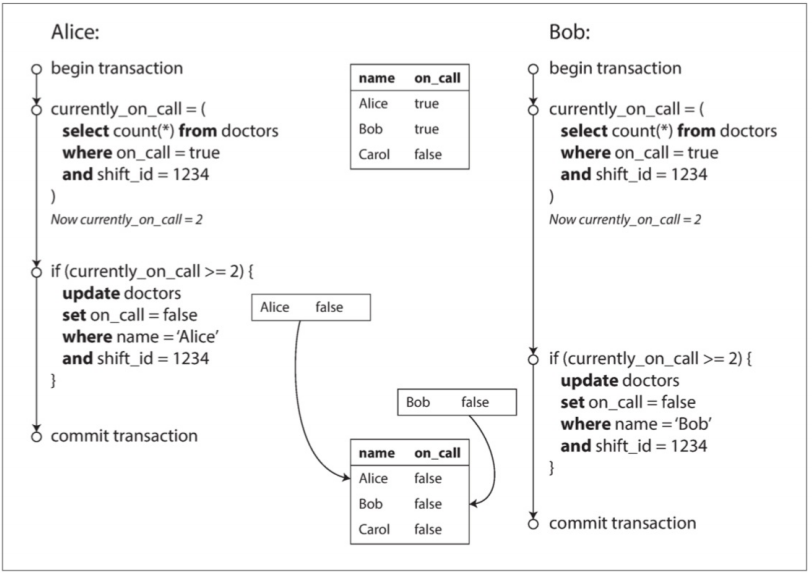 Alice:
begin transaction
currently_on_call = (
select count(*) from doctors
where on_call = true
and shift_id = 1234
)
Now currently_on_call = 2
if (currently_on_call >= 2) {
update doctors
set on_call = false
where name = ‘Alice’
and shift_id = 1234
}
commit transaction
name on_call
Alice true
Bob true
Carol false
Alice false
Bob false
name on_call
Alice false
Bob false
Carol false
Bob:
begin transaction
currently_on_call = (
select count(*) from doctors
where on_call = true
and shift_id = 1234
)
Now currently_on_call = 2
if (currently_on_call >= 2) {
update doctors
set on_call = false
where name = ‘Bob’
and shift_id = 1234
}
commit transaction